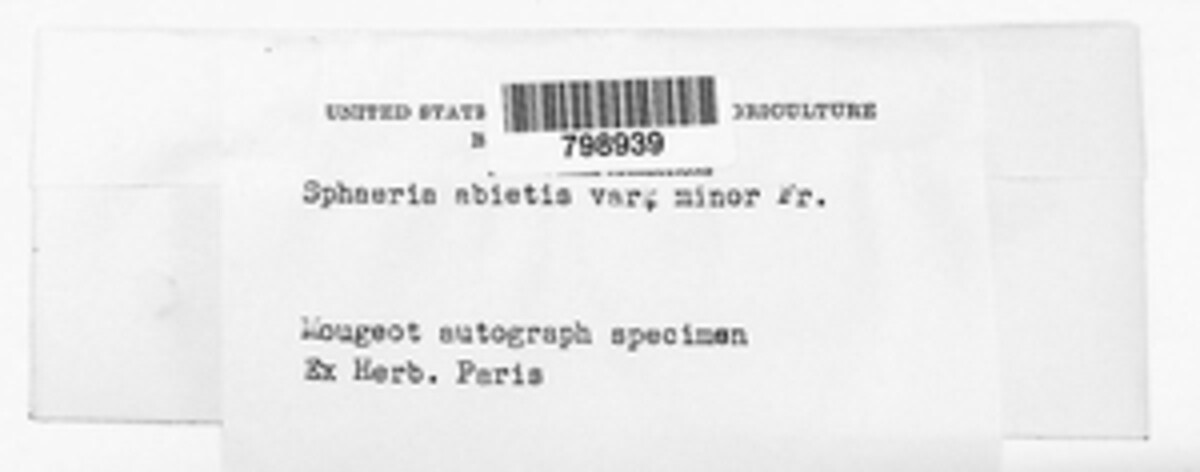 UNITED STATE ORICULTURE
B
798939
Sphaeria abietis var; minor Fr.
Mougeot autograph specimen
Ex Herb. Paris